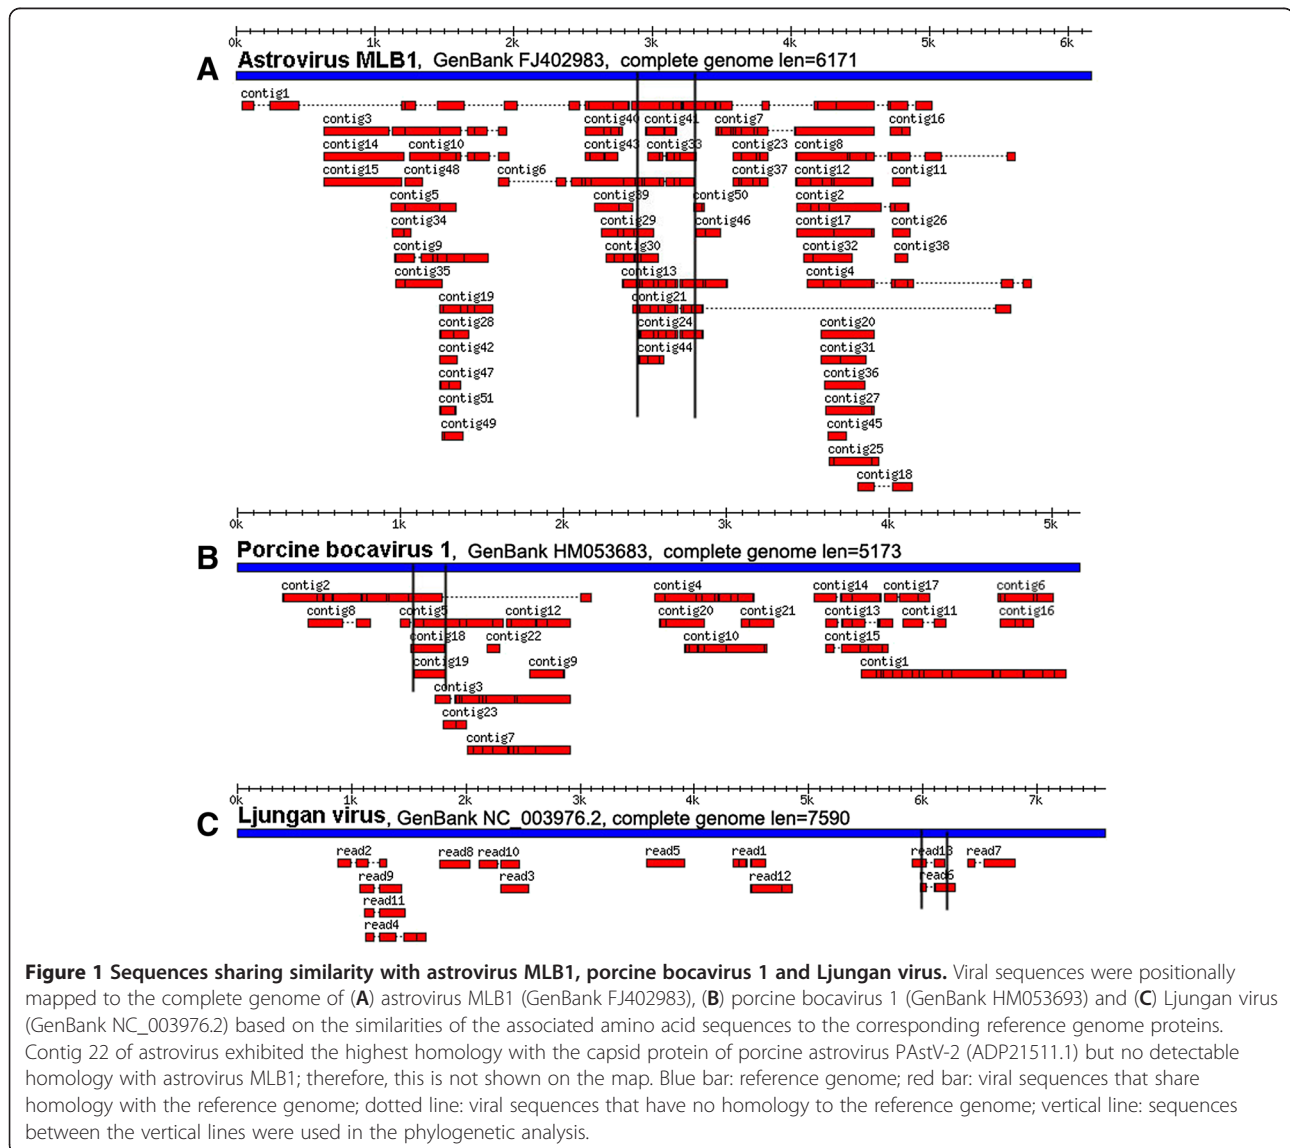 0k 1k 2k 3k 4k 5k 6k
A Astrovirus MLB1, GenBank FJ402983, complete genome len=6171
contig1
contig3 contig40 contig41 contig7 contig16
contig14 contig10 contig43 contig33 contig23 contig8
contig15 contig48 contig6 contig37 contig12 contig11
contig5 contig39 contig50 contig2
contig34 contig29 contig46 contig17 contig26
contig9 contig30 contig32 contig38
contig35 contig13 contig4
contig19 contig21
contig28 contig24 contig20
contig42 contig44 contig31
contig47 contig36
contig51 contig27
contig49 contig45
contig25
contig18
0k 1k 2k 3k 4k 5k
B Porcine bocavirus 1, GenBank HM053683, complete genome len=5173
contig2 contig4 contig14 contig17 contig6
contig8 contig5 contig12 contig20 contig21 contig13 contig11 contig16
contig18 contig22 contig10 contig15
contig19 contig9 contig1
contig3
contig23
contig7
0k 1k 2k 3k 4k 5k 6k 7k
C Ljungan virus, GenBank NC_003976.2, complete genome len=7590
read2 read8 read10 read5 read1 read13 read7
read9 read3 read12 read6
read11
read4
Figure 1 Sequences sharing similarity with astrovirus MLB1, porcine bocavirus 1 and Ljungan virus. Viral sequences were positionally
mapped to the complete genome of (A) astrovirus MLB1 (GenBank FJ402983), (B) porcine bocavirus 1 (GenBank HM053693) and (C) Ljungan virus
(GenBank NC_003976.2) based on the similarities of the associated amino acid sequences to the corresponding reference genome proteins.
Contig 22 of astrovirus exhibited the highest homology with the capsid protein of porcine astrovirus PAstV-2 (ADP21511.1) but no detectable
homology with astrovirus MLB1; therefore, this is not shown on the map. Blue bar: reference genome; red bar: viral sequences that share
homology with the reference genome; dotted line: viral sequences that have no homology to the reference genome; vertical line: sequences
between the vertical lines were used in the phylogenetic analysis.